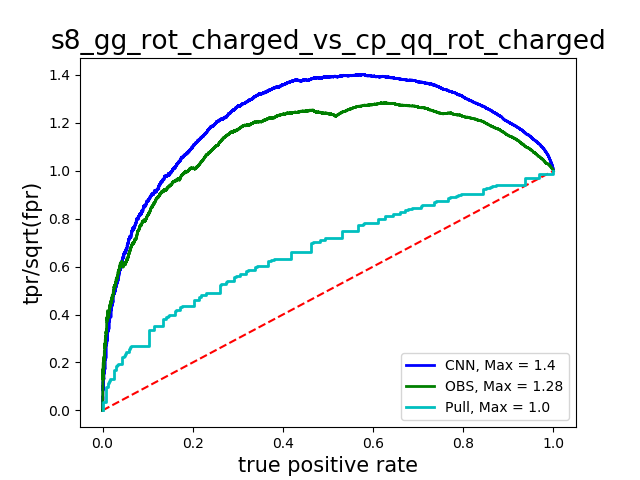 s8_gg_rot_charged_vs_cp_qq_rot_charged
1.4
1.2
1.0
0.8
0.6
0.4
0.2
0.0
tpr/sqrt(fpr)
CNN, Max = 1.4
OBS, Max = 1.28
Pull, Max = 1.0
0.0 0.2 0.4 0.6 0.8 1.0
true positive rate